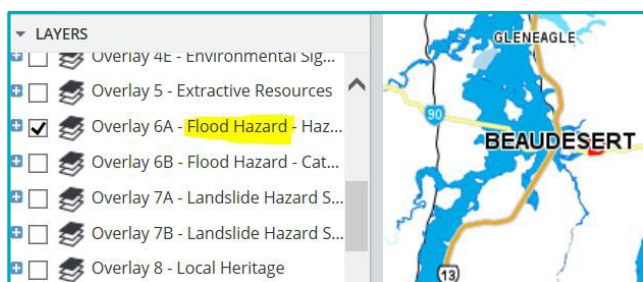 LAYERS
Overlay 4E - Environmental Sig...
Overlay 5 - Extractive Resources
Overlay 6A - Flood Hazard - Haz...
Overlay 6B - Flood Hazard - Cat...
Overlay 7A - Landslide Hazard S...
Overlay 7B - Landslide Hazard S...
Overlay 8 - Local Heritage
GLENEAGLE
90
BEAUDESERT
13